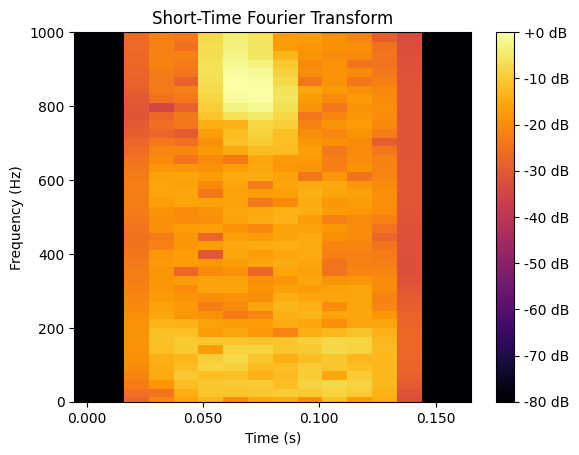 Short-Time Fourier Transform
1000
800
600
400
200
0
Frequency (Hz)
0.000
0.050
0.100
0.150
Time (s)
+0 dB
-10 dB
-20 dB
-30 dB
-40 dB
-50 dB
-60 dB
-70 dB
-80 dB